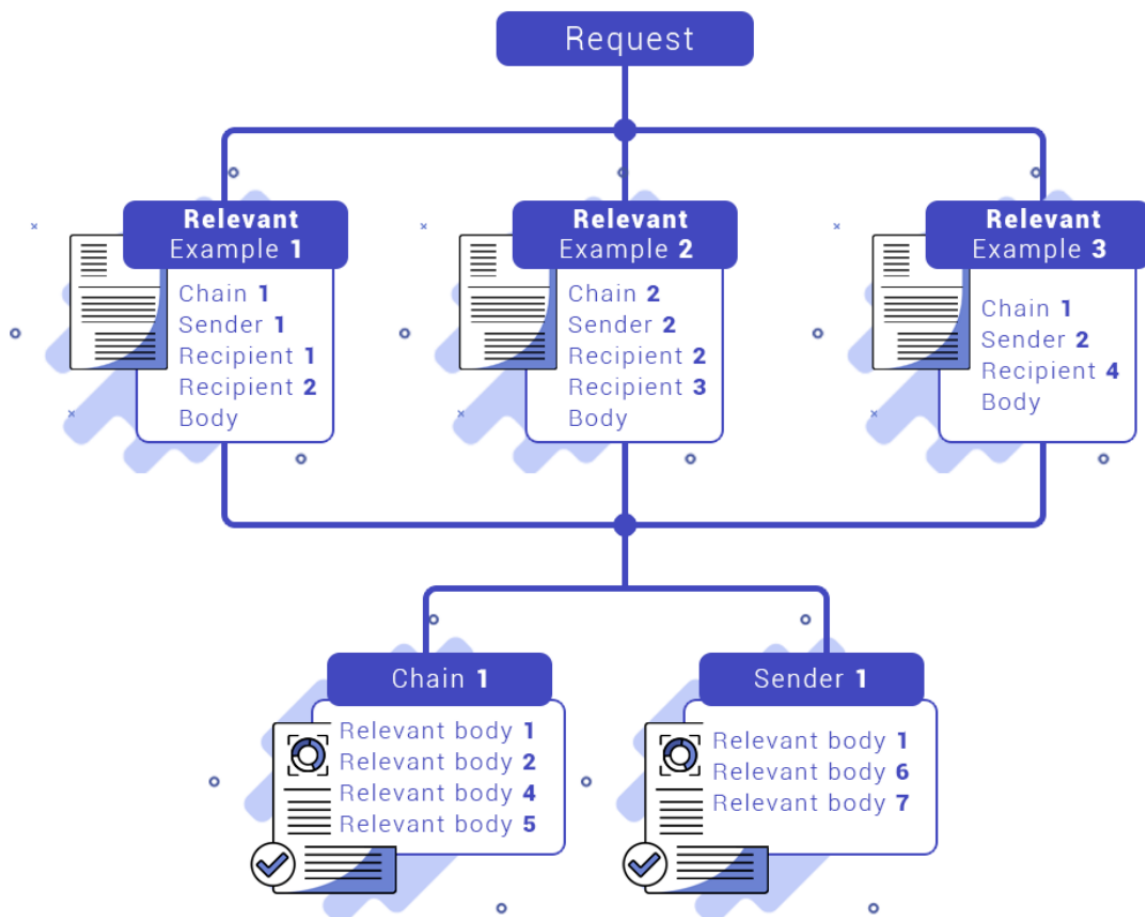 Request
Relevant
Example 1
Chain 1
Sender 1
Recipient 1
Recipient 2
Body
Relevant
Example 2
Chain 2
Sender 2
Recipient 2
Recipient 3
Body
Relevant
Example 3
Chain 1
Sender 2
Recipient 4
Body
Chain 1
Relevant body 1
Relevant body 2
Relevant body 4
Relevant body 5
Sender 1
Relevant body 1
Relevant body 6
Relevant body 7